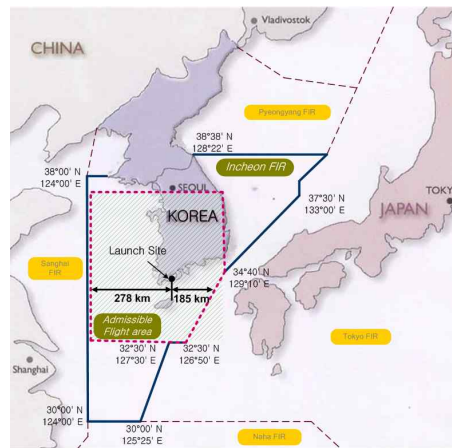 Vladivostok
CHINA
Pyeongyang FIR
38°38' N
128°22' E
Incheon FIR
38°00' N
124°00' E
SEOUL
37°30' N
133°00' E
TOKY
KOREA
JAPAN
Launch Site
Sanghai
FIR
34°40' N
129°10' E
278 km
185 km
Admissible
Flight area
Tokyo FIR
32°30' N
127°30' E
32°30' N
126°50' E
Shanghai
30°00' N
124°00' E
30°00' N
125°25' E
Naha FIR